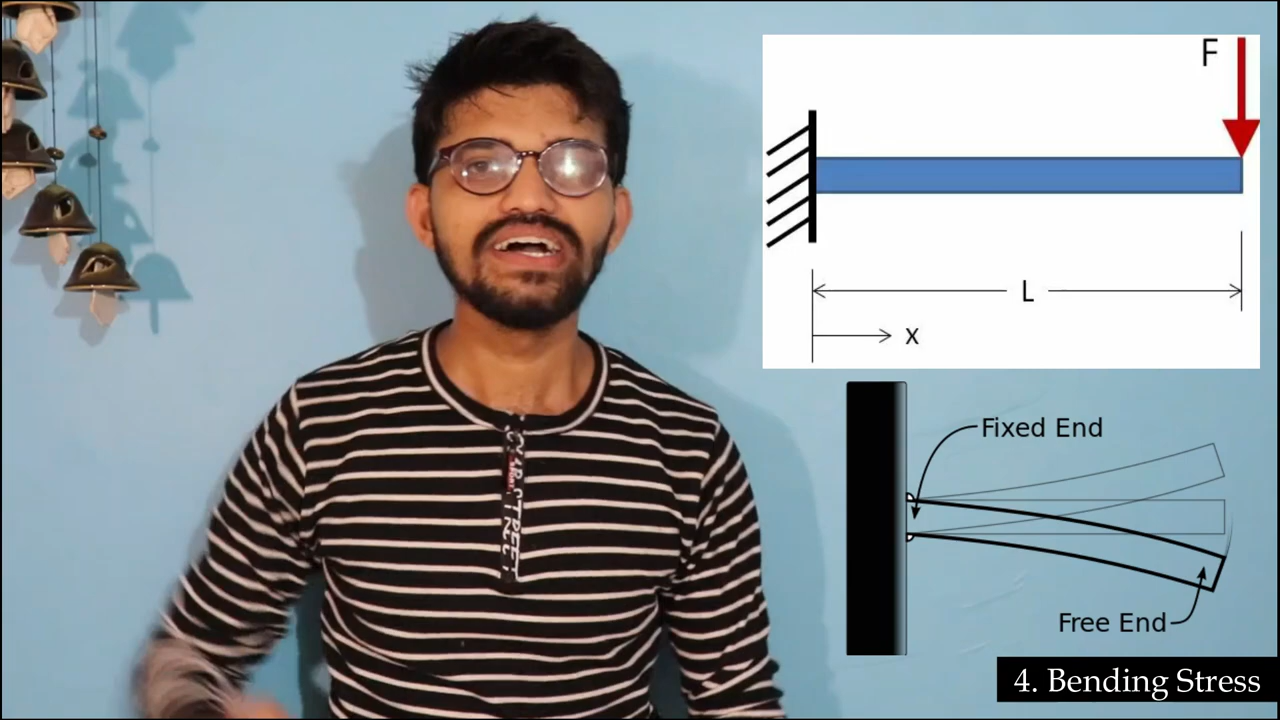 F
L
x
Fixed End
Free End
4. Bending Stress